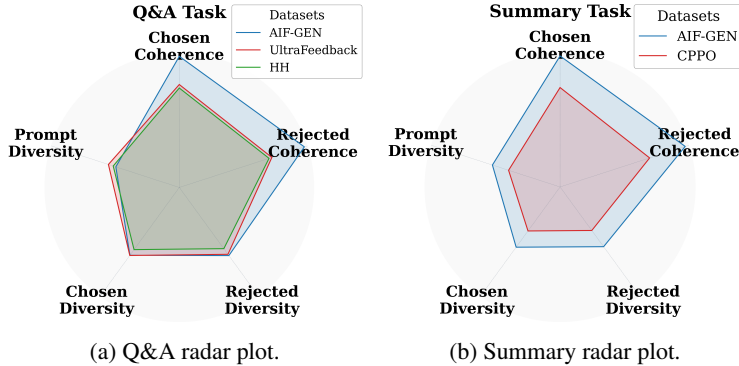 Q&A Task
Datasets
AIF-GEN
UltraFeedback
HH
Chosen
Coherence
Rejected
Coherence
Prompt
Diversity
Chosen
Diversity
Rejected
Diversity
(a) Q&A radar plot.
Summary Task
Datasets
AIF-GEN
CPPO
Chosen
Coherence
Rejected
Coherence
Prompt
Diversity
Chosen
Diversity
Rejected
Diversity
(b) Summary radar plot.